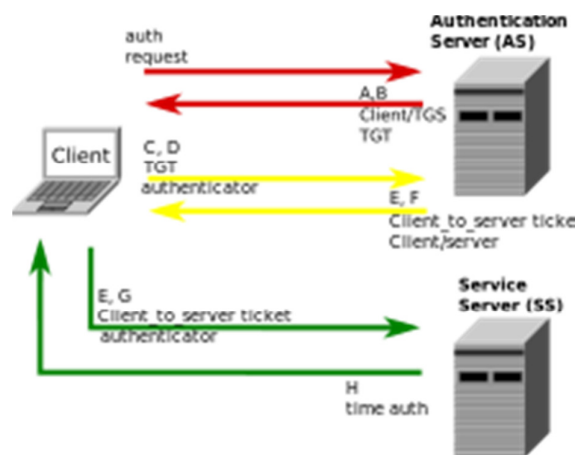 Authentication
Server (AS)
auth
request
A,B
Client/TGS
TGT
Client
C, D
TGT
authenticator
E, F
Client_to_server ticke
Client/server
Service
Server (SS)
E, G
Client_to_server ticket
authenticator
H
time auth